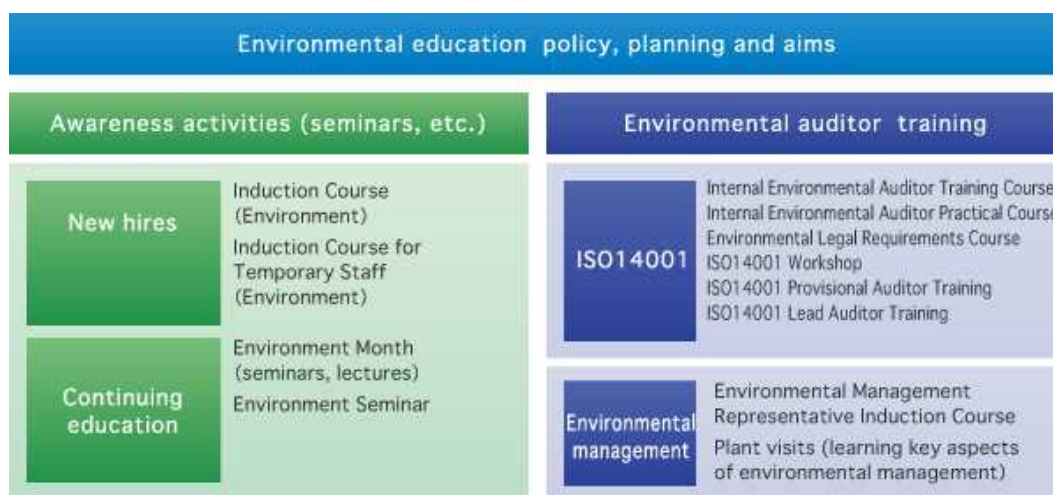 Environmental education policy, planning and aims
Awareness activities (seminars, etc.)
New hires
Induction Course
(Environment)
Induction Course for
Temporary Staff
(Environment)
Continuing
education
Environment Month
(seminars, lectures)
Environment Seminar
Environmental auditor training
ISO14001
Internal Environmental Auditor Training Course
Internal Environmental Auditor Practical Course
Environmental Legal Requirements Course
ISO14001 Workshop
ISO14001 Provisional Auditor Training
ISO14001 Lead Auditor Training
Environmental
management
Environmental Management
Representative Induction Course
Plant visits (learning key aspects
of environmental management)